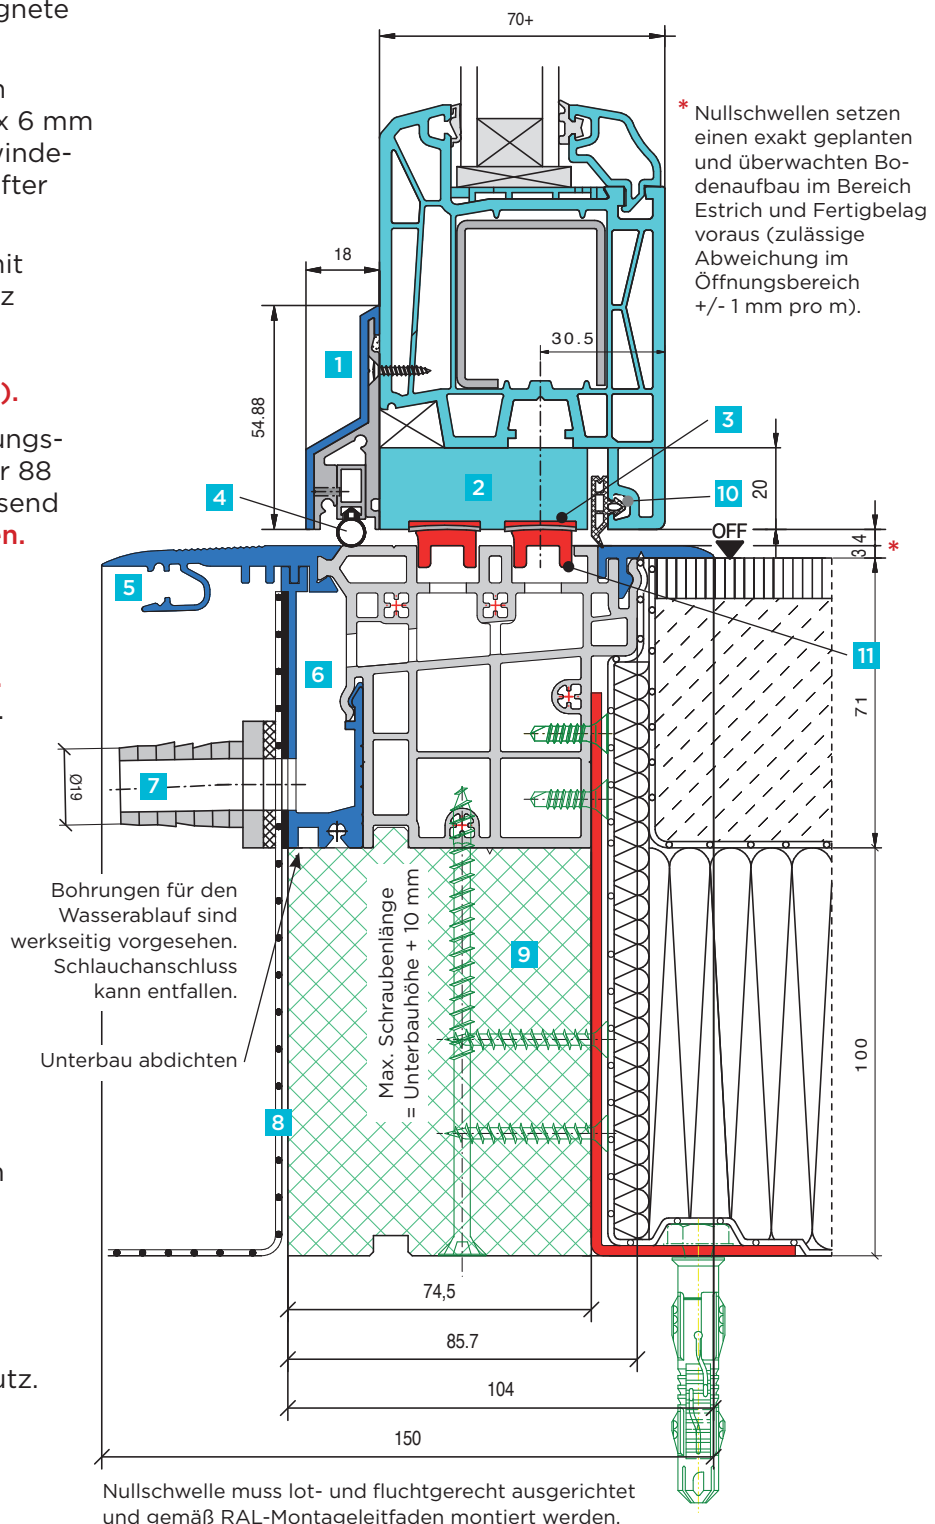 gnete
70+
x 6 mm
winde-
fter
* Nullschwellen setzen
einen exakt geplanten
und überwachten Bo-
denaufbau im Bereich
Estrich und Fertigbelag
voraus (zulässige
Abweichung im
Öffnungsbereich
+/- 1 mm pro m).
nit
z
18
30.5
1
).
54.88
ungs-
r 88
send
en.
3
2
4
10
20
OFF
4
3
*
5
11
6
71
7
Ø19
Bohrungen für den
Wasserablauf sind
werkseitig vorgesehen.
Schlauchanschluss
kann entfallen.
Max. Schraubenlänge
= Unterbauhöhe + 10 mm
9
Unterbau abdichten
100
8
74,5
85.7
104
utz.
150
Nullschwelle muss lot- und fluchtgerecht ausgerichtet
und gemäß RAL-Montageleitfaden montiert werden.